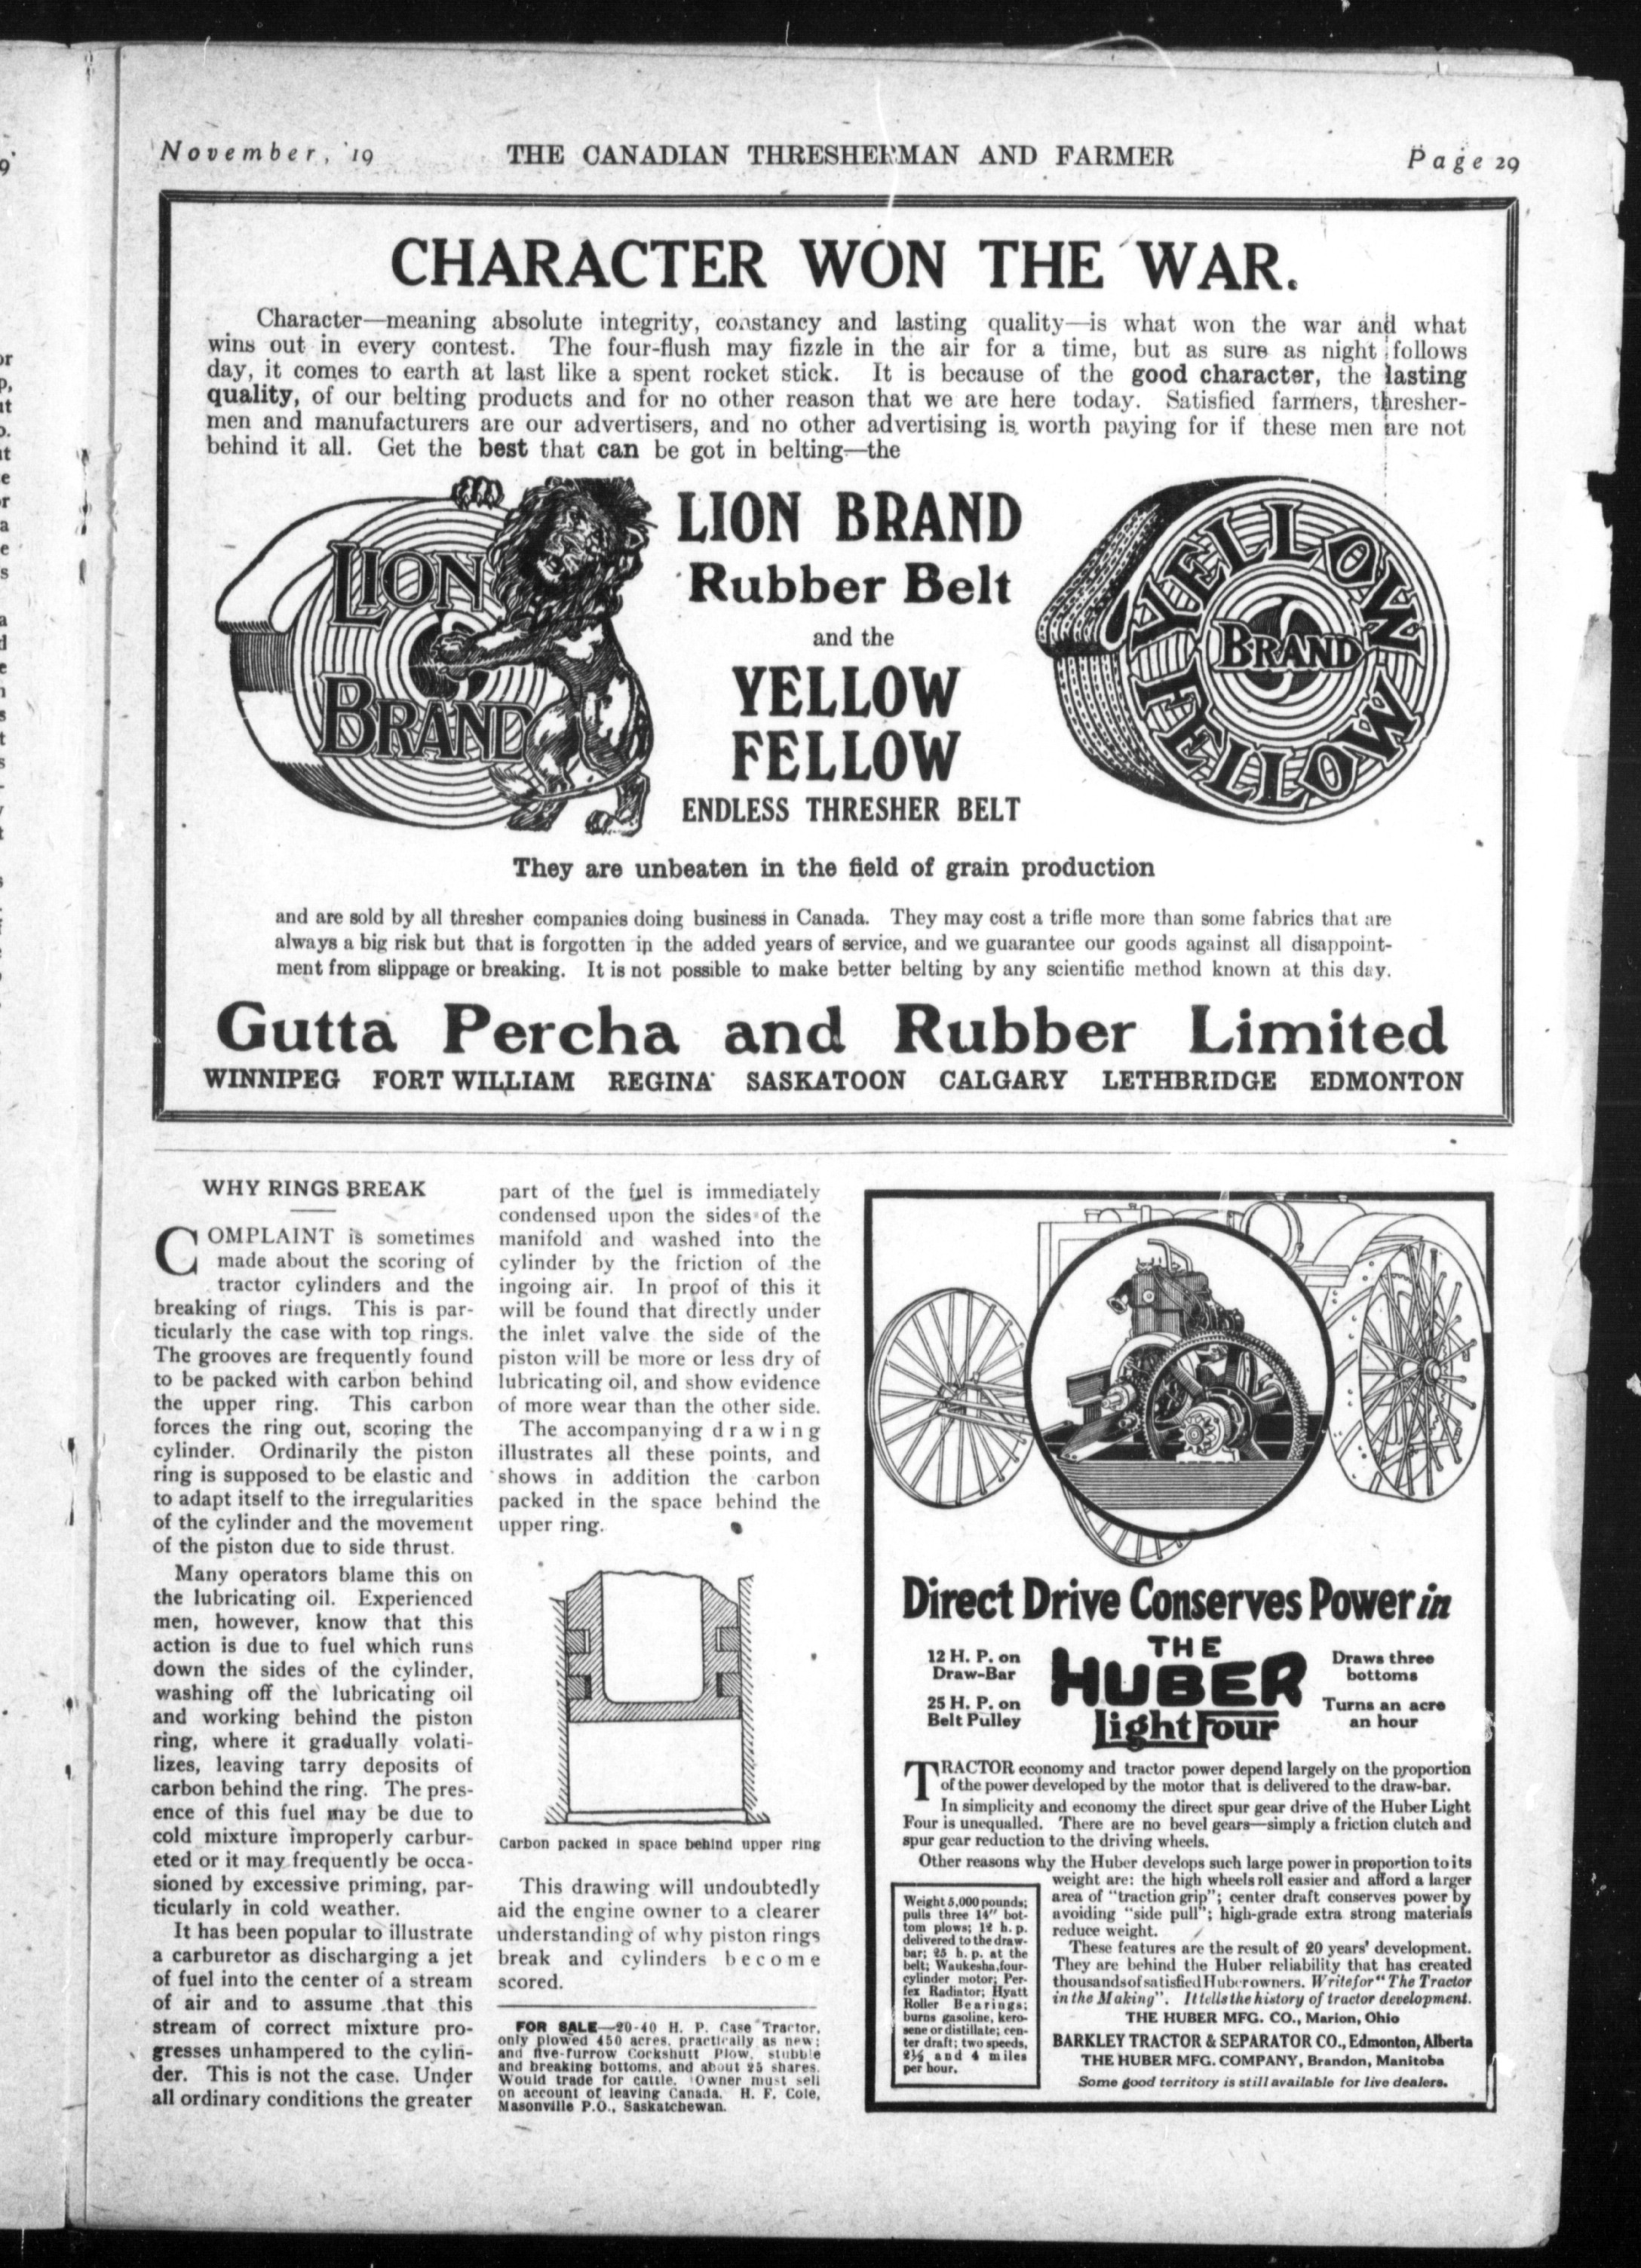 November, '19
THE CANADIAN THRESHERMAN AND FARMER
Page 29
CHARACTER WON THE WAR.
Character—meaning absolute integrity, constancy and lasting quality—is what won the war and what
wins out in every contest. The four-flush may fizzle in the air for a time, but as sure as night follows
day, it comes to earth at last like a spent rocket stick. It is because of the good character, the lasting
quality, of our belting products and for no other reason that we are here today. Satisfied farmers, thresher-
men and manufacturers are our advertisers, and no other advertising is worth paying for if these men are not
behind it all. Get the best that can be got in belting—the
LION
BRAND
LION BRAND
Rubber Belt
and the
YELLOW
FELLOW
ENDLESS THRESHER BELT
YELLOW
BRAND
FELLOW
They are unbeaten in the field of grain production
and are sold by all thresher companies doing business in Canada. They may cost a trifle more than some fabrics that are
always a big risk but that is forgotten in the added years of service, and we guarantee our goods against all disappoint-
ment from slippage or breaking. It is not possible to make better belting by any scientific method known at this day.
Gutta Percha and Rubber Limited
WINNIPEG FORT WILLIAM REGINA SASKATOON CALGARY LETHBRIDGE EDMONTON
WHY RINGS BREAK
COMPLAINT is sometimes
made about the scoring of
tractor cylinders and the
breaking of rings. This is par-
ticularly the case with top rings.
The grooves are frequently found
to be packed with carbon behind
the upper ring. This carbon
forces the ring out, scoring the
cylinder. Ordinarily the piston
ring is supposed to be elastic and
to adapt itself to the irregularities
of the cylinder and the movement
of the piston due to side thrust.
Many operators blame this on
the lubricating oil. Experienced
men, however, know that this
action is due to fuel which runs
down the sides of the cylinder,
washing off the lubricating oil
and working behind the piston
ring, where it gradually volati-
lizes, leaving tarry deposits of
carbon behind the ring. The pres-
ence of this fuel may be due to
cold mixture improperly carbur-
eted or it may frequently be occa-
sioned by excessive priming, par-
ticularly in cold weather.
It has been popular to illustrate
a carburetor as discharging a jet
of fuel into the center of a stream
of air and to assume that this
stream of correct mixture pro-
gresses unhampered to the cylin-
der. This is not the case. Under
all ordinary conditions the greater
part of the fuel is immediately
condensed upon the sides of the
manifold and washed into the
cylinder by the friction of the
ingoing air. In proof of this it
will be found that directly under
the inlet valve the side of the
piston will be more or less dry of
lubricating oil, and show evidence
of more wear than the other side.
The accompanying drawing
illustrates all these points, and
shows in addition the carbon
packed in the space behind the
upper ring.
Carbon packed in space behind upper ring
This drawing will undoubtedly
aid the engine owner to a clearer
understanding of why piston rings
break and cylinders become
scored.
FOR SALE—20-40 H. P. Case Tractor,
only plowed 450 acres, practically as new;
and five-furrow Cockshutt Plow, stubble
and breaking bottoms, and about 25 shares.
Would trade for cattle. Owner must sell
on account of leaving Canada. H. F. Cole,
Masonville P.O., Saskatchewan.
Direct Drive Conserves Power in
12 H. P. on
Draw-Bar
25 H. P. on
Belt Pulley
THE
HUBER
Light Four
Draws three
bottoms
Turns an acre
an hour
TRACTOR economy and tractor power depend largely on the proportion
of the power developed by the motor that is delivered to the draw-bar.
In simplicity and economy the direct spur gear drive of the Huber Light
Four is unequalled. There are no bevel gears—simply a friction clutch and
spur gear reduction to the driving wheels.
Other reasons why the Huber develops such large power in proportion to its
weight are: the high wheels roll easier and afford a larger
area of "traction grip"; center draft conserves power by
avoiding "side pull"; high-grade extra strong materials
reduce weight.
These features are the result of 20 years' development.
They are behind the Huber reliability that has created
thousands of satisfied Huber owners. Write for "The Tractor
in the Making". It tells the history of tractor development.
THE HUBER MFG. CO., Marion, Ohio
BARKLEY TRACTOR & SEPARATOR CO., Edmonton, Alberta
THE HUBER MFG. COMPANY, Brandon, Manitoba
Some good territory is still available for live dealers.
Weight 5,000 pounds;
pulls three 14" bot-
tom plows; 12 h. p.
delivered to the draw-
bar; 25 h. p. at the
belt; Waukesha, four-
cylinder motor; Per-
fex Radiator; Hyatt
Roller Bearings;
burns gasoline, kero-
sene or distillate; cen-
ter draft; two speeds,
2½ and 4 miles
per hour.